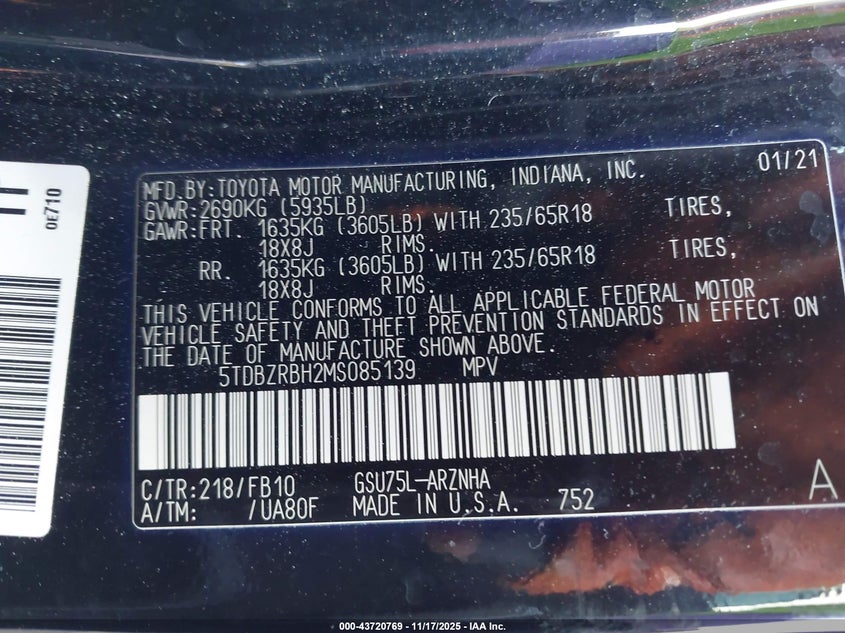 0E710
MFD.BY:TOYOTA MOTOR MANUFACTURING, INDIANA, INC. 01/21
GVWR:2690KG (5935LB)
GAWR:FRT. 1635KG (3605LB) WITH 235/65R18 TIRES,
18X8J RIMS.
RR. 1635KG (3605LB) WITH 235/65R18 TIRES,
18X8J RIMS.
THIS VEHICLE CONFORMS TO ALL APPLICABLE FEDERAL MOTOR
VEHICLE SAFETY AND THEFT PREVENTION STANDARDS IN EFFECT ON
THE DATE OF MANUFACTURE SHOWN ABOVE.
5TDBZRBH2MS085139 MPV
C/TR:218/FB10 GSU75L-ARZNHA
A/TM: /UA80F MADE IN U.S.A. 752
A
000-43720769 - 11/17/2025 - IAA Inc.